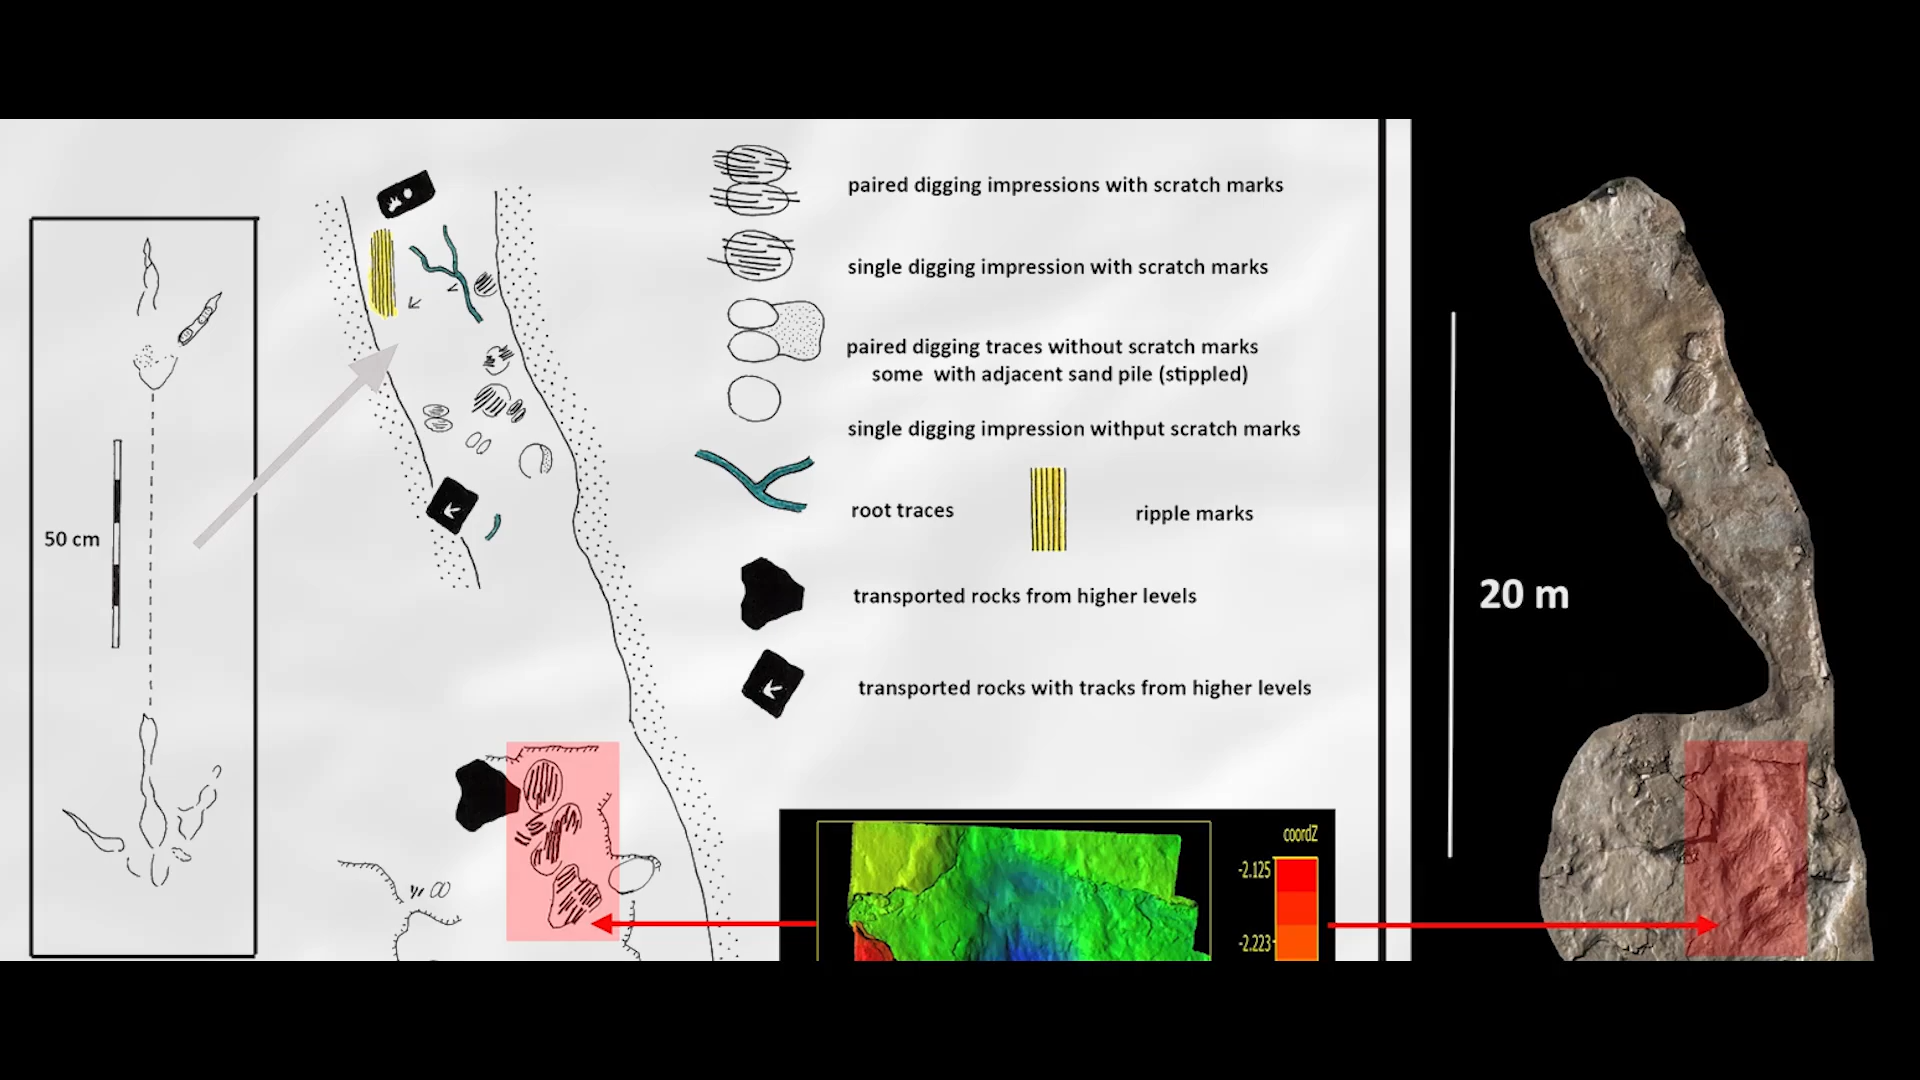 paired digging impressions with scratch marks
single digging impression with scratch marks
paired digging traces without scratch marks
some with adjacent sand pile (stippled)
single digging impression withput scratch marks
root traces
ripple marks
transported rocks from higher levels
transported rocks with tracks from higher levels
50 cm
20 m
coordZ
-2.125
-2.223